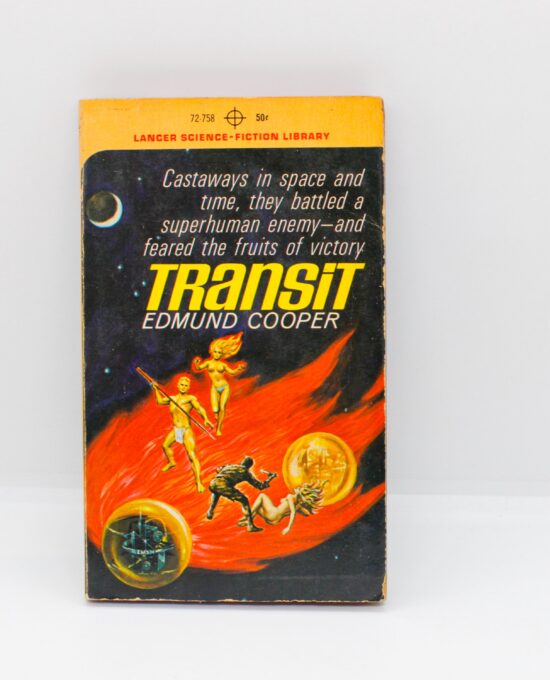 72-758 50¢
LANCER SCIENCE-FICTION LIBRARY
Castaways in space and
time, they battled a
superhuman enemy—and
feared the fruits of victory.
TRANSIT
EDMUND COOPER